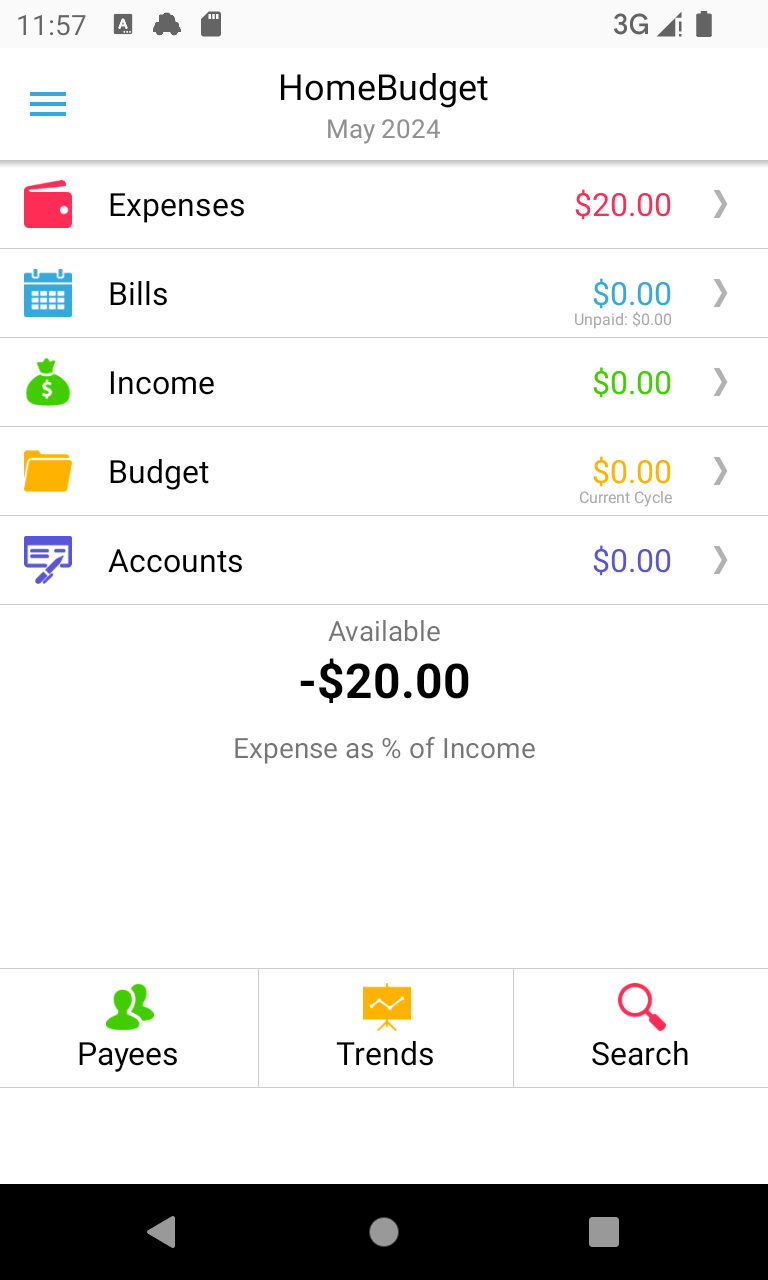 11:57
3G
HomeBudget
May 2024
Expenses $20.00
Bills $0.00
Unpaid: $0.00
Income $0.00
Budget $0.00
Current Cycle
Accounts $0.00
Available
-$20.00
Expense as % of Income
Payees Trends Search